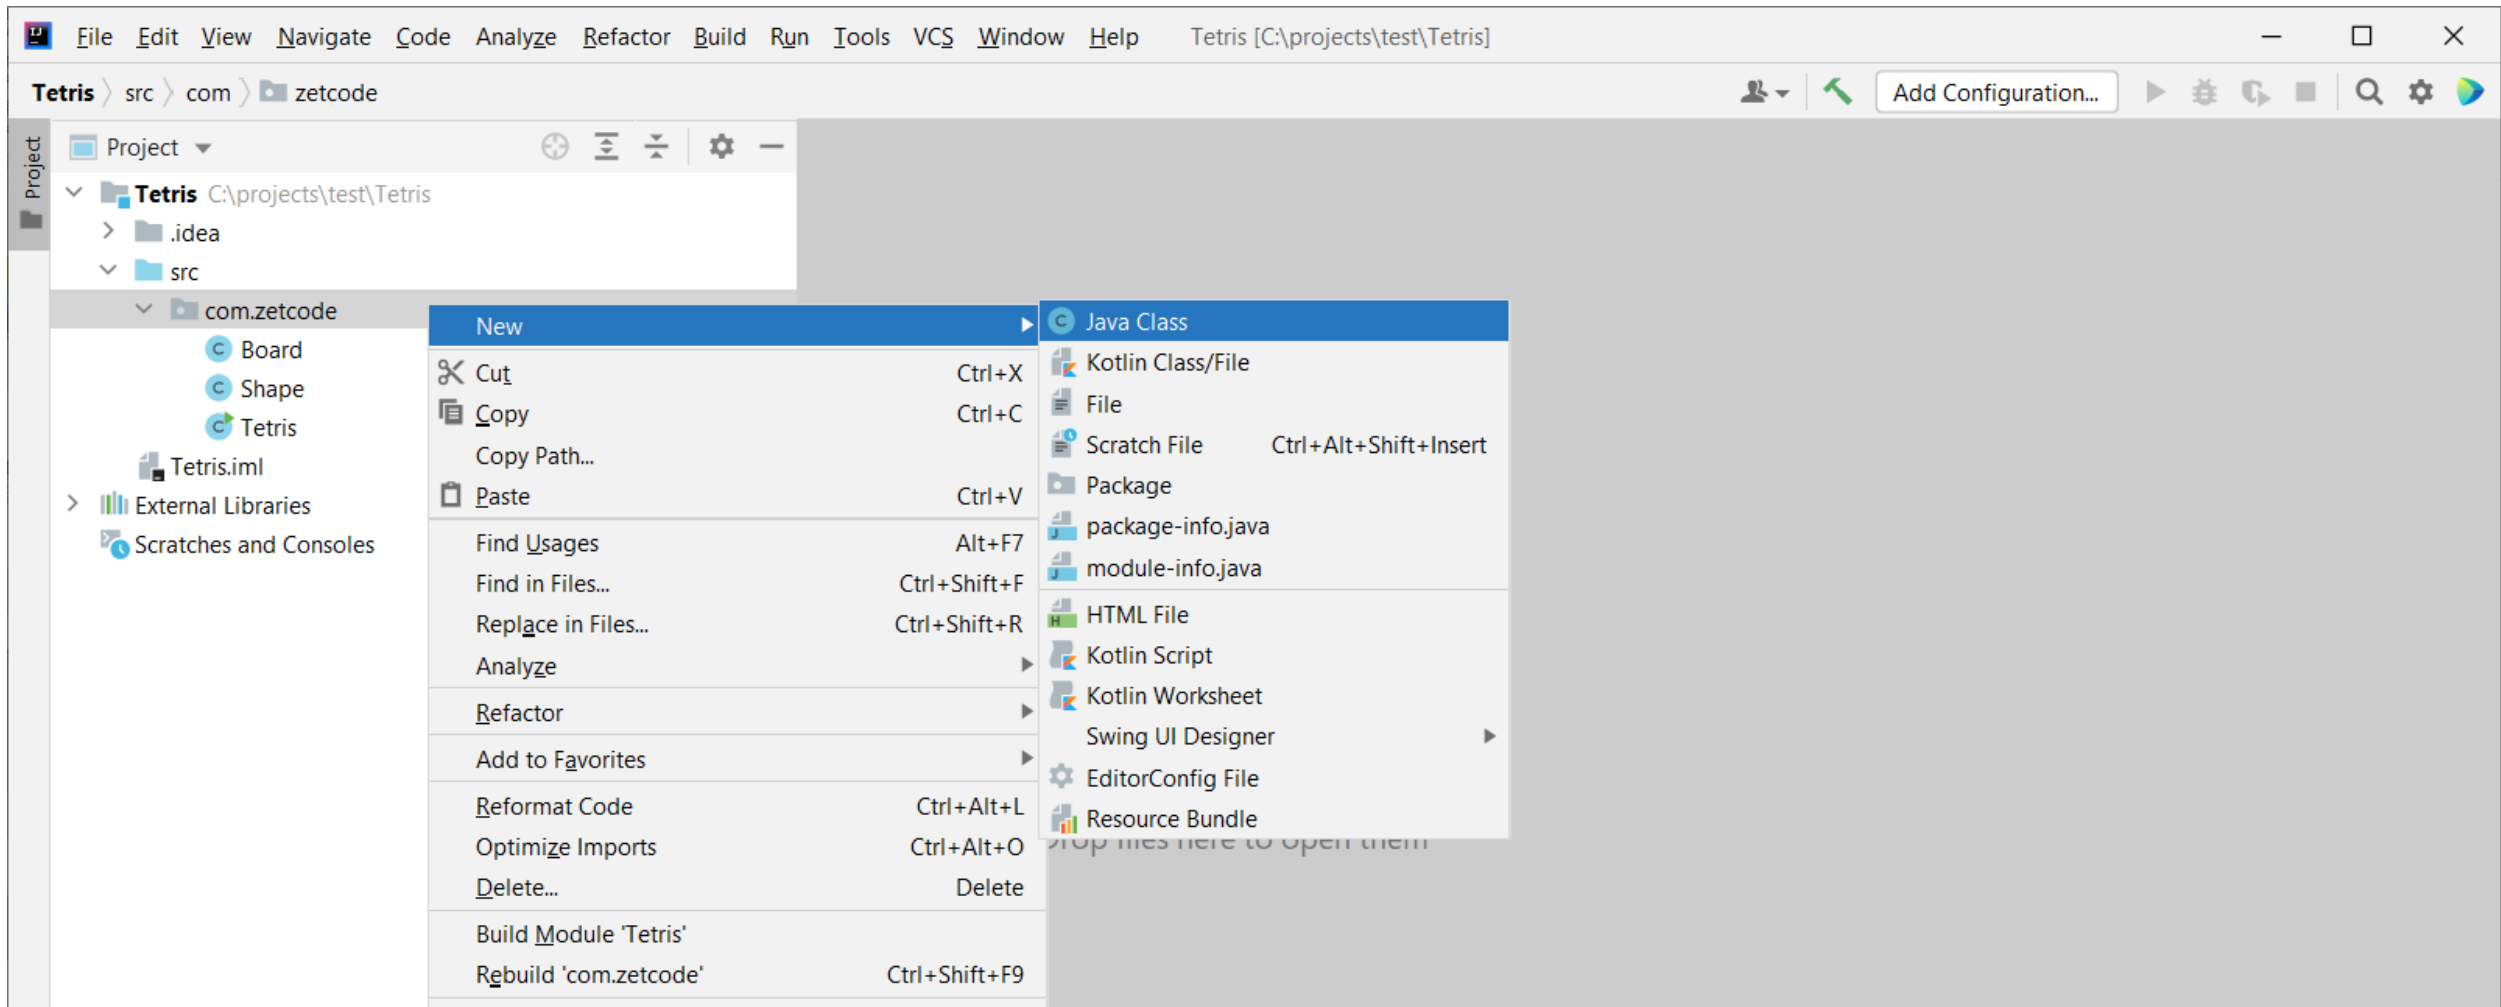 File Edit View Navigate Code Analyze Refactor Build Run Tools VCS Window Help Tetris [C:\projects\test\Tetris]
Tetris src com zetcode Add Configuration...
Project
Project
Tetris C:\projects\test\Tetris
.idea
src
com.zetcode
Board
Shape
Tetris
Tetris.iml
External Libraries
Scratches and Consoles
New
Cut Ctrl+X
Copy Ctrl+C
Copy Path...
Paste Ctrl+V
Find Usages Alt+F7
Find in Files... Ctrl+Shift+F
Replace in Files... Ctrl+Shift+R
Analyze
Refactor
Add to Favorites
Reformat Code Ctrl+Alt+L
Optimize Imports Ctrl+Alt+O
Delete... Delete
Build Module 'Tetris'
Rebuild 'com.zetcode' Ctrl+Shift+F9
Java Class
Kotlin Class/File
File
Scratch File Ctrl+Alt+Shift+Insert
Package
package-info.java
module-info.java
HTML File
Kotlin Script
Kotlin Worksheet
Swing UI Designer
EditorConfig File
Resource Bundle
Drop files here to open them